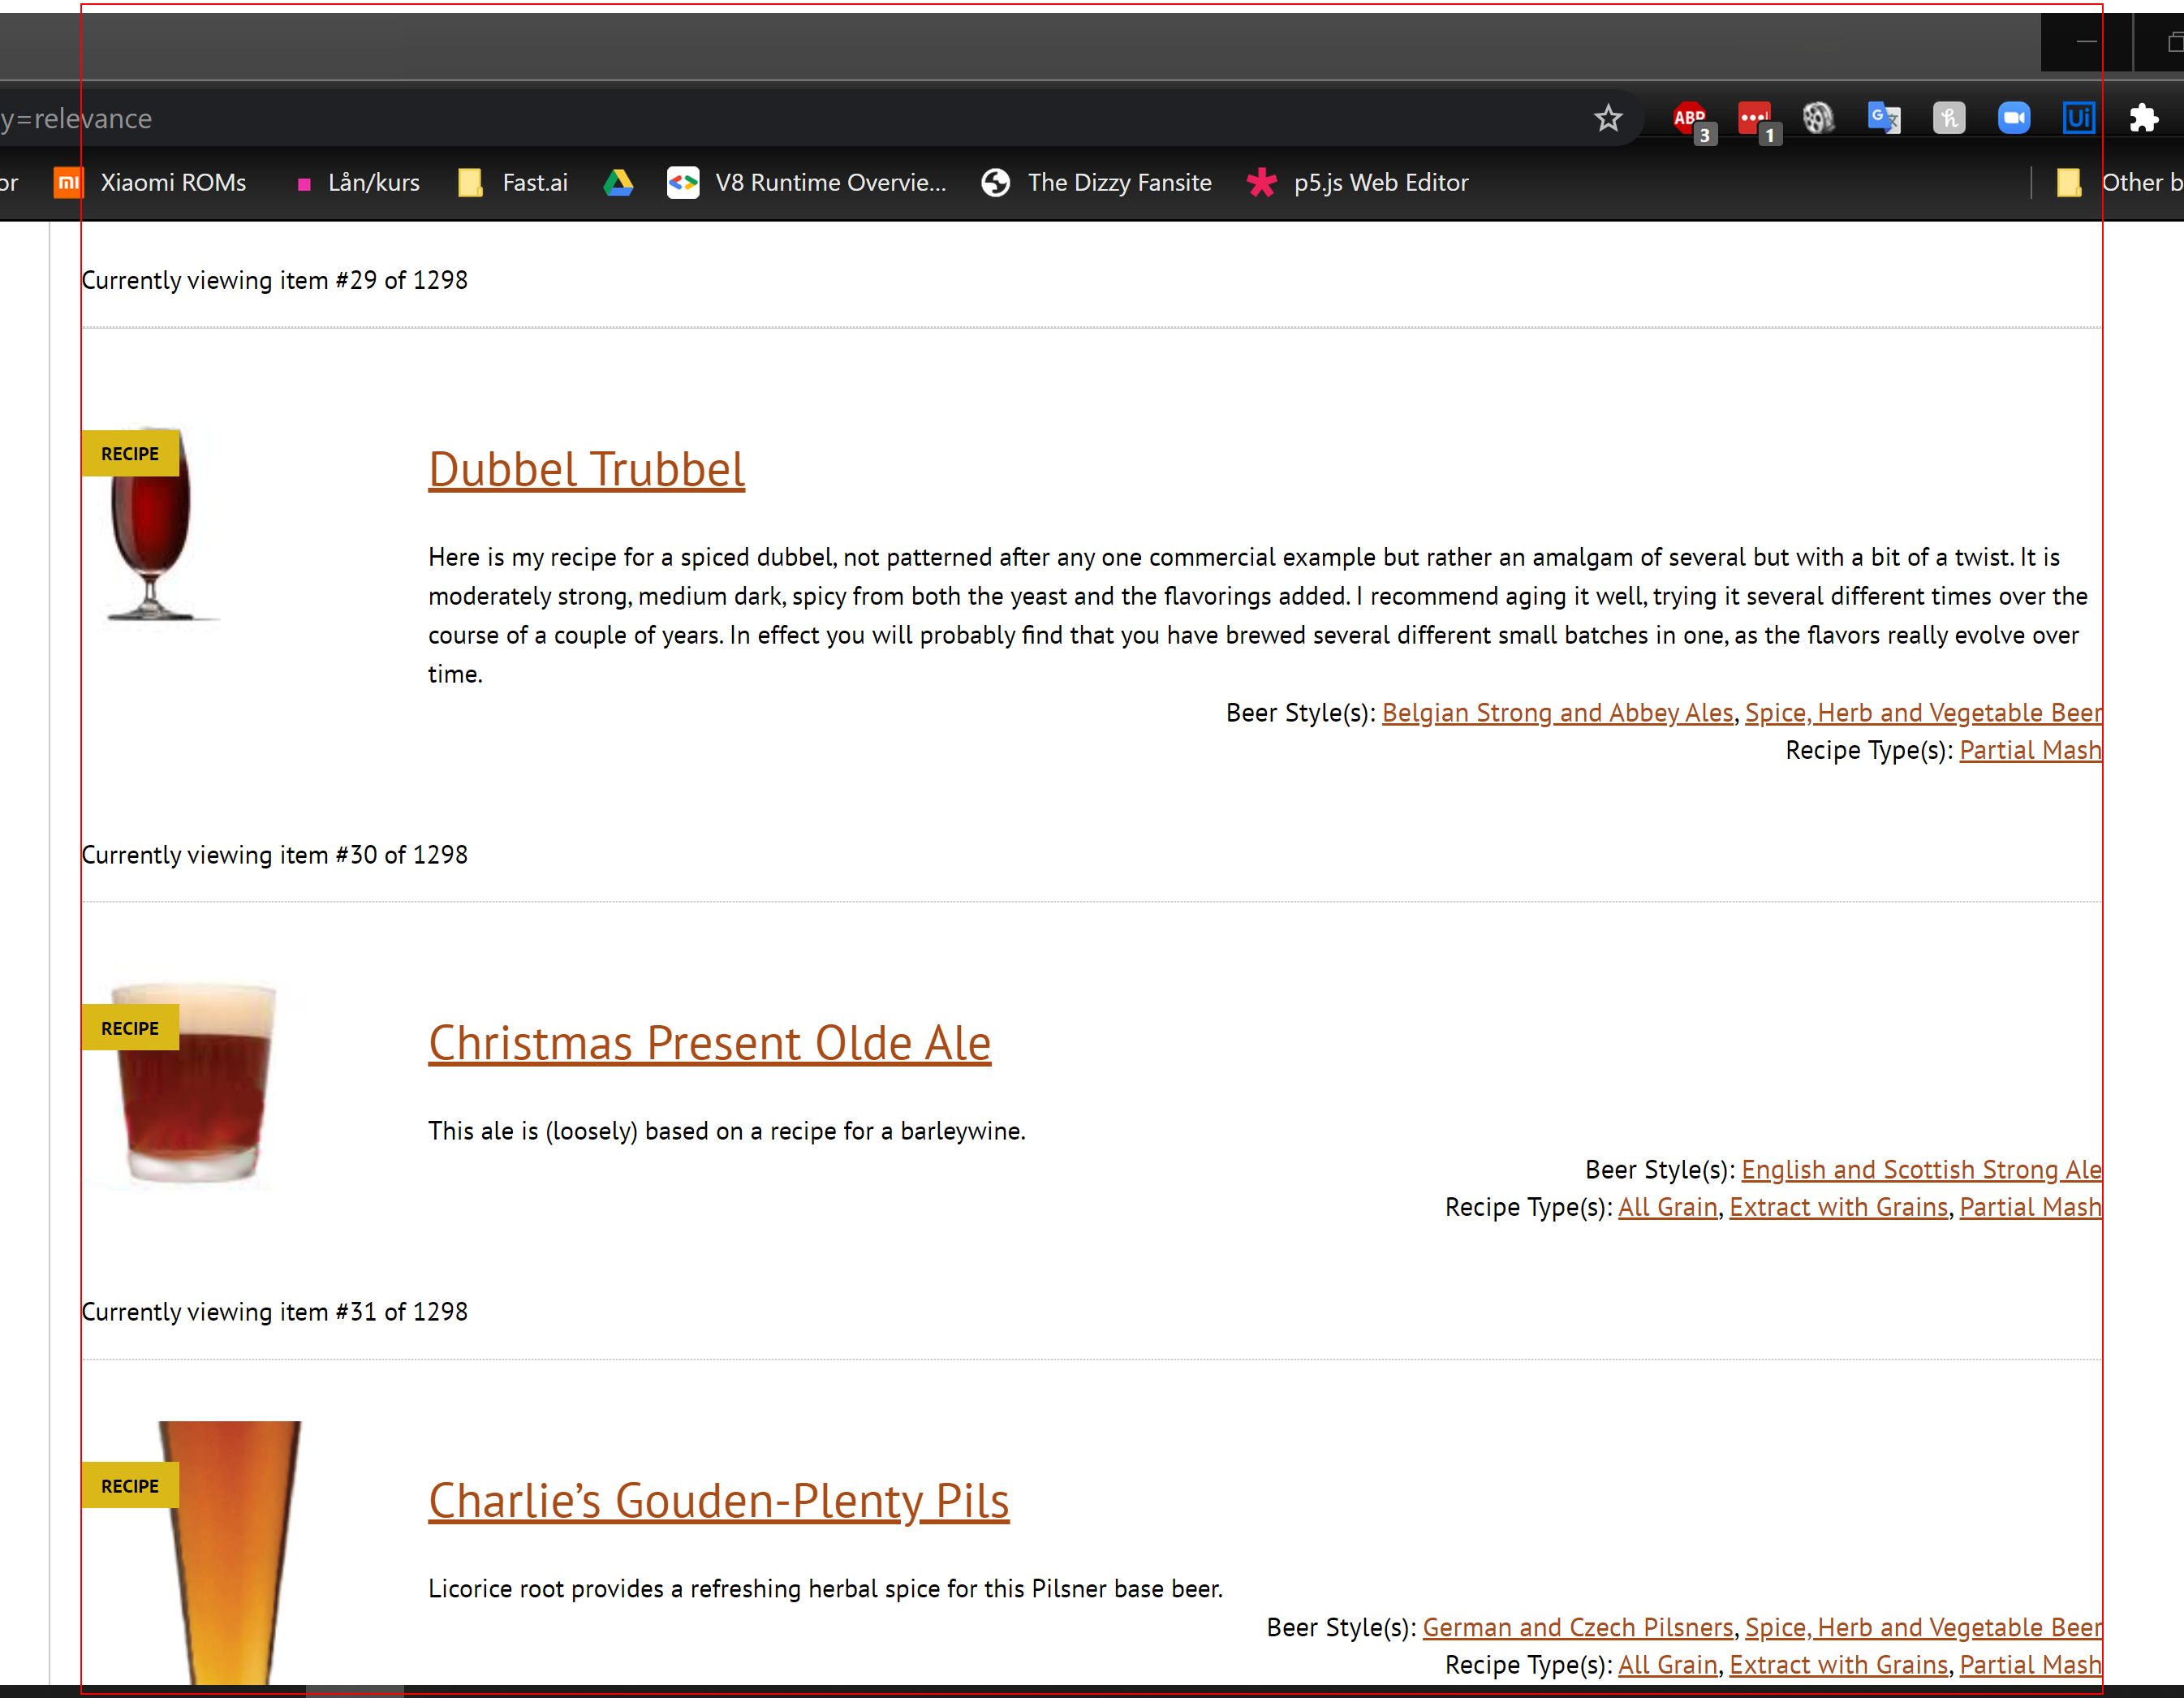 y=relevance
ABP 3 1 G h Ui
or mi Xiaomi ROMs Lån/kurs Fast.ai V8 Runtime Overvie... The Dizzy Fansite p5.js Web Editor Other b
Currently viewing item #29 of 1298
RECIPE
Dubbel Trubbel
Here is my recipe for a spiced dubbel, not patterned after any one commercial example but rather an amalgam of several but with a bit of a twist. It is
moderately strong, medium dark, spicy from both the yeast and the flavorings added. I recommend aging it well, trying it several different times over the
course of a couple of years. In effect you will probably find that you have brewed several different small batches in one, as the flavors really evolve over
time.
Beer Style(s): Belgian Strong and Abbey Ales, Spice, Herb and Vegetable Beer
Recipe Type(s): Partial Mash
Currently viewing item #30 of 1298
RECIPE
Christmas Present Olde Ale
This ale is (loosely) based on a recipe for a barleywine.
Beer Style(s): English and Scottish Strong Ale
Recipe Type(s): All Grain, Extract with Grains, Partial Mash
Currently viewing item #31 of 1298
RECIPE
Charlie’s Gouden-Plenty Pils
Licorice root provides a refreshing herbal spice for this Pilsner base beer.
Beer Style(s): German and Czech Pilsners, Spice, Herb and Vegetable Beer
Recipe Type(s): All Grain, Extract with Grains, Partial Mash